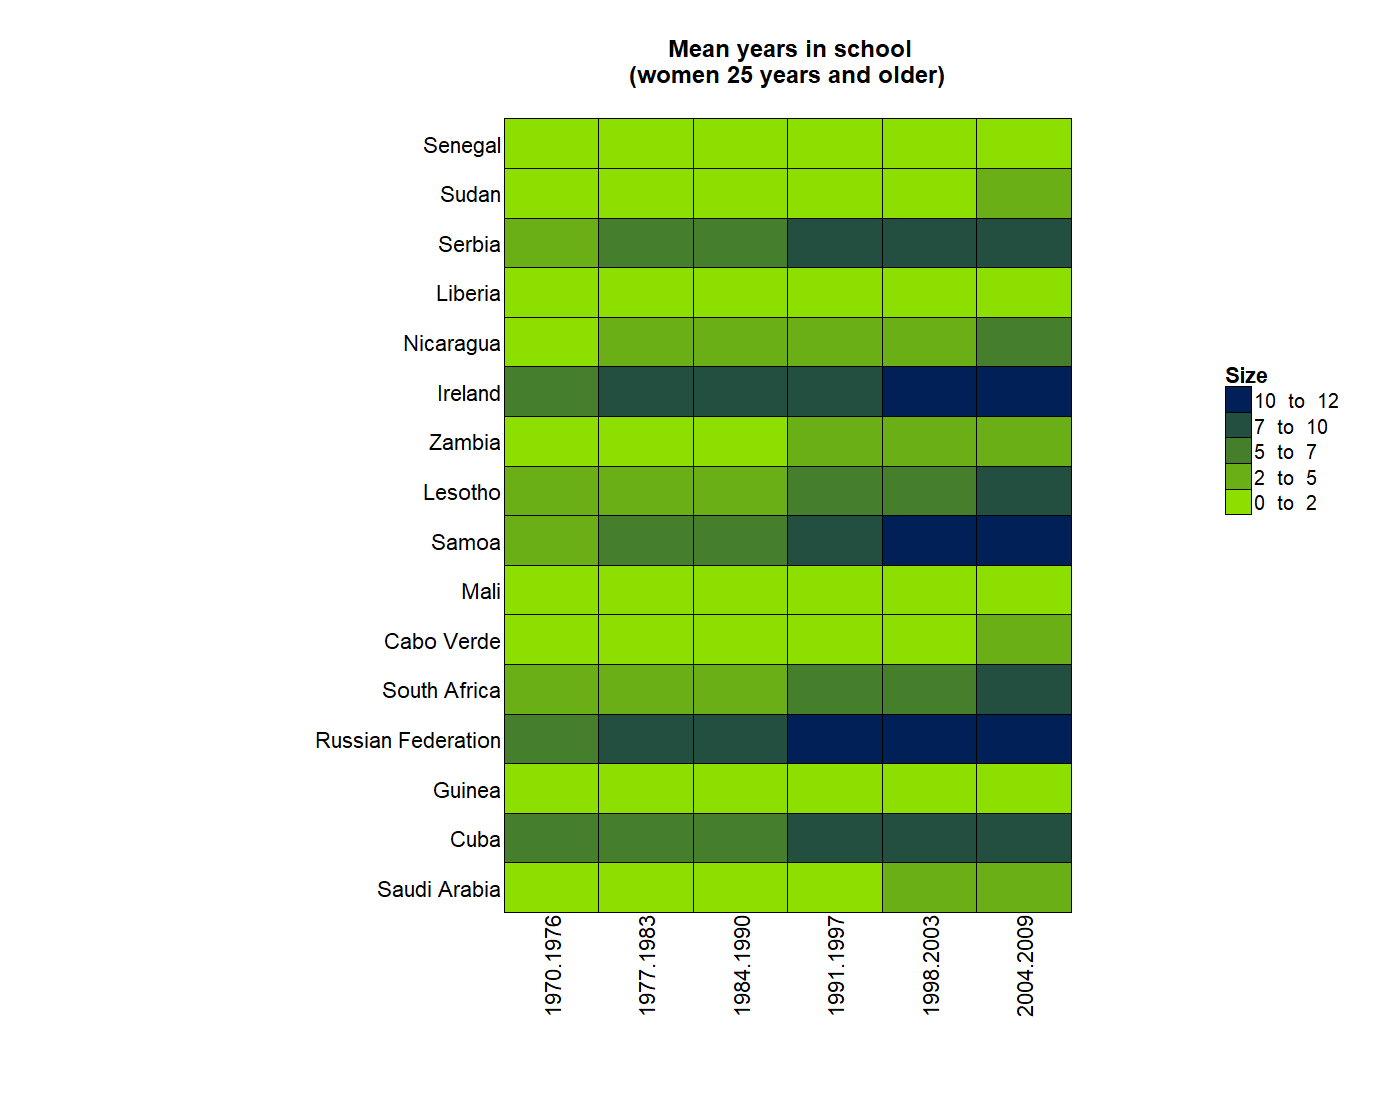 Mean years in school
(women 25 years and older)
Senegal
Sudan
Serbia
Liberia
Nicaragua
Ireland
Zambia
Lesotho
Samoa
Mali
Cabo Verde
South Africa
Russian Federation
Guinea
Cuba
Saudi Arabia
1970.1976
1977.1983
1984.1990
1991.1997
1998.2003
2004.2009
Size
10 to 12
7 to 10
5 to 7
2 to 5
0 to 2